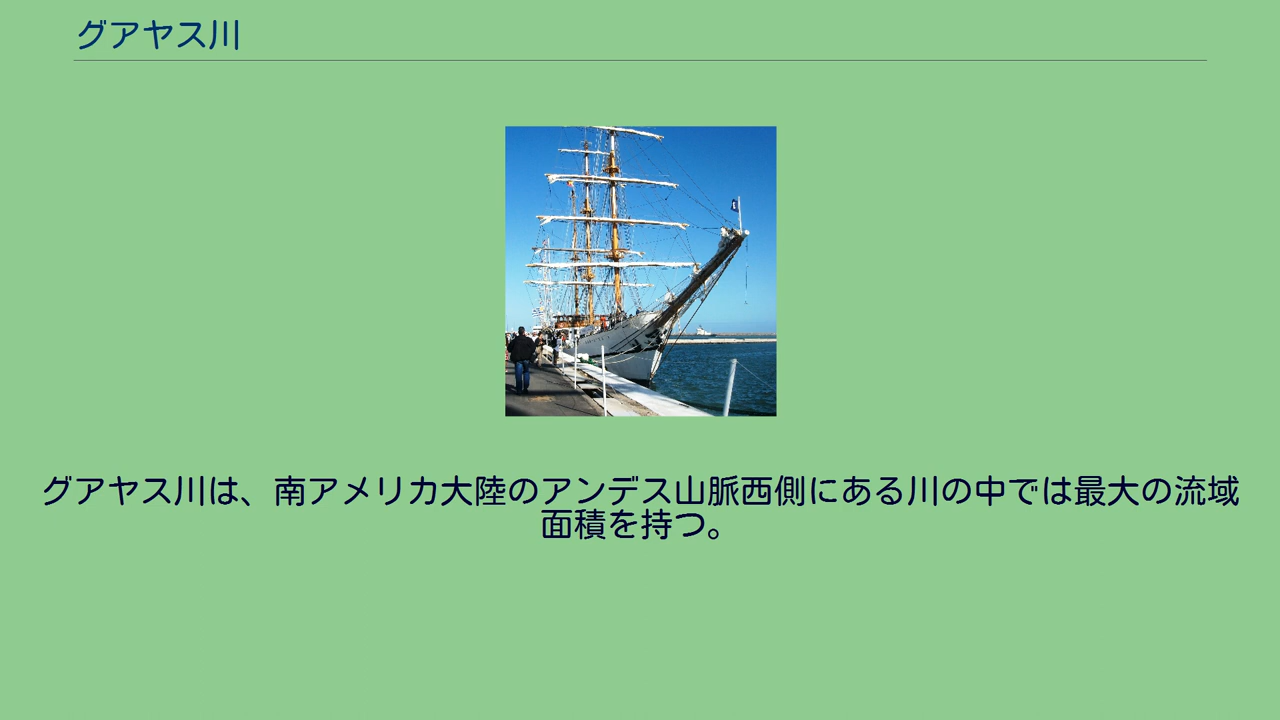 グアヤス川
グアヤス川は、南アメリカ大陸のアンデス山脈西側にある川の中では最大の流域
面積を持つ。